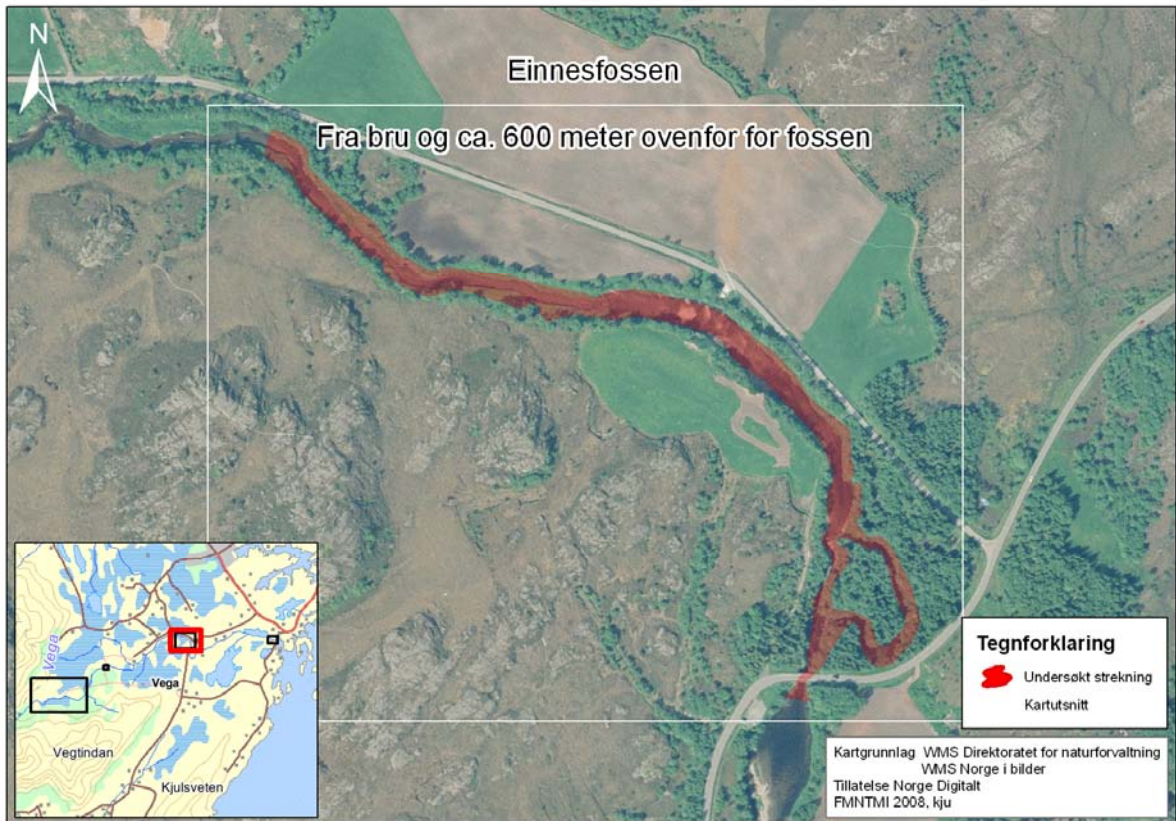 N
Einnesfossen
Fra bru og ca. 600 meter ovenfor for fossen
Vega
Vega
Vegtindan
Kjulsveten
Tegnforklaring
Undersøkt strekning
Kartutsnitt
Kartgrunnlag WMS Direktoratet for naturforvaltning
WMS Norge i bilder
Tillatelse Norge Digitalt
FMNTMI 2008, kju